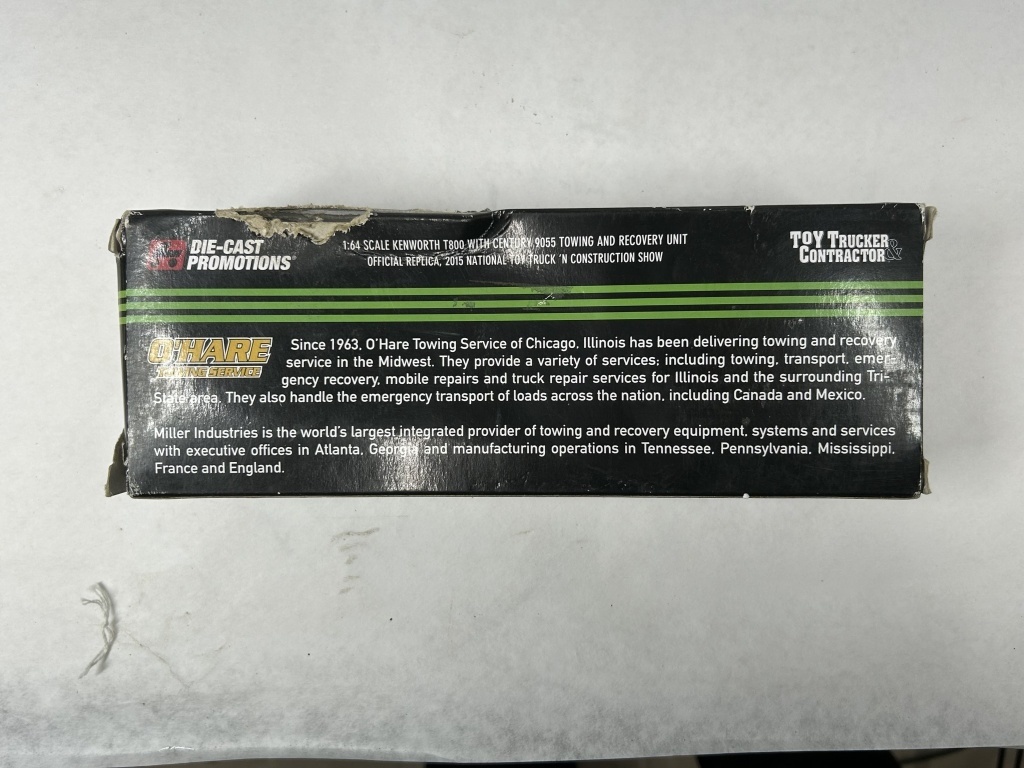 DIE-CAST
PROMOTIONS®
1:64 SCALE KENWORTH T800 WITH CENTURY 9055 TOWING AND RECOVERY UNIT
OFFICIAL REPLICA, 2015 NATIONAL TOY TRUCK 'N CONSTRUCTION SHOW
TOY TRUCKER &
CONTRACTOR
O'HARE
TOWING SERVICE
Since 1963, O'Hare Towing Service of Chicago, Illinois has been delivering towing and recovery
service in the Midwest. They provide a variety of services; including towing, transport, emer-
gency recovery, mobile repairs and truck repair services for Illinois and the surrounding Tri-
State area. They also handle the emergency transport of loads across the nation, including Canada and Mexico.
Miller Industries is the world's largest integrated provider of towing and recovery equipment, systems and services
with executive offices in Atlanta, Georgia and manufacturing operations in Tennessee, Pennsylvania, Mississippi,
France and England.